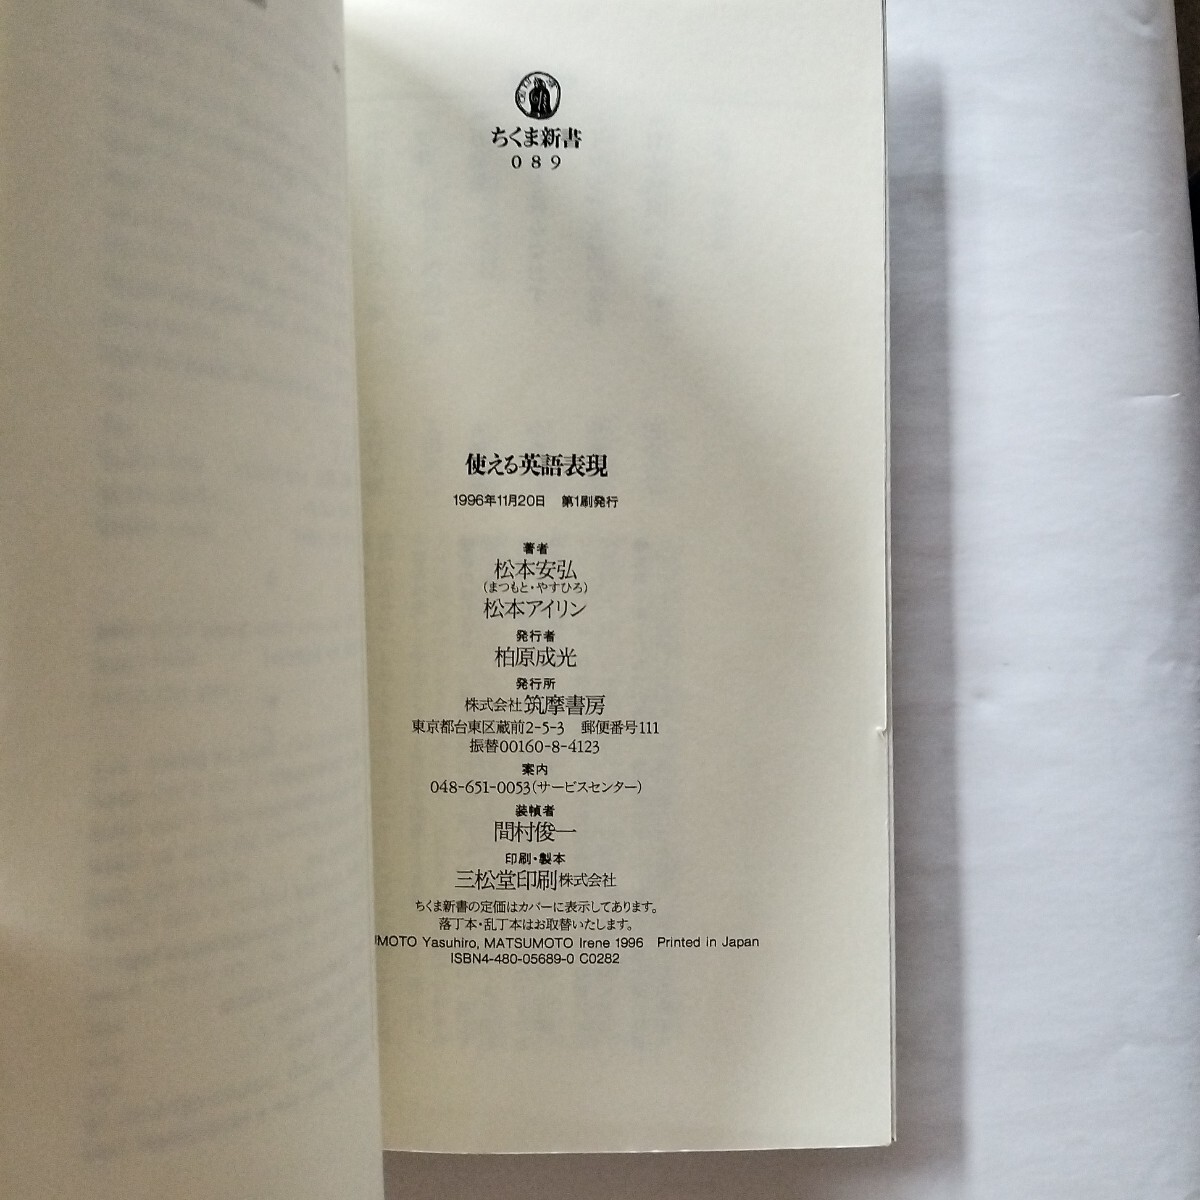 ちくま新書
089
使える英語表現
1996年11月20日　第1刷発行
著者
松本安弘
(まつもと・やすひろ)
松本アイリン
発行者
柏原成光
発行所
株式会社筑摩書房
東京都台東区蔵前2-5-3　郵便番号111
振替00160-8-4123
案内
048-651-0053(サービスセンター)
装幀者
間村俊一
印刷・製本
三松堂印刷株式会社
ちくま新書の定価はカバーに表示してあります。
落丁本・乱丁本はお取替いたします。
MOTO Yasuhiro, MATSUMOTO Irene 1996　Printed in Japan
ISBN4-480-05689-0 C0282